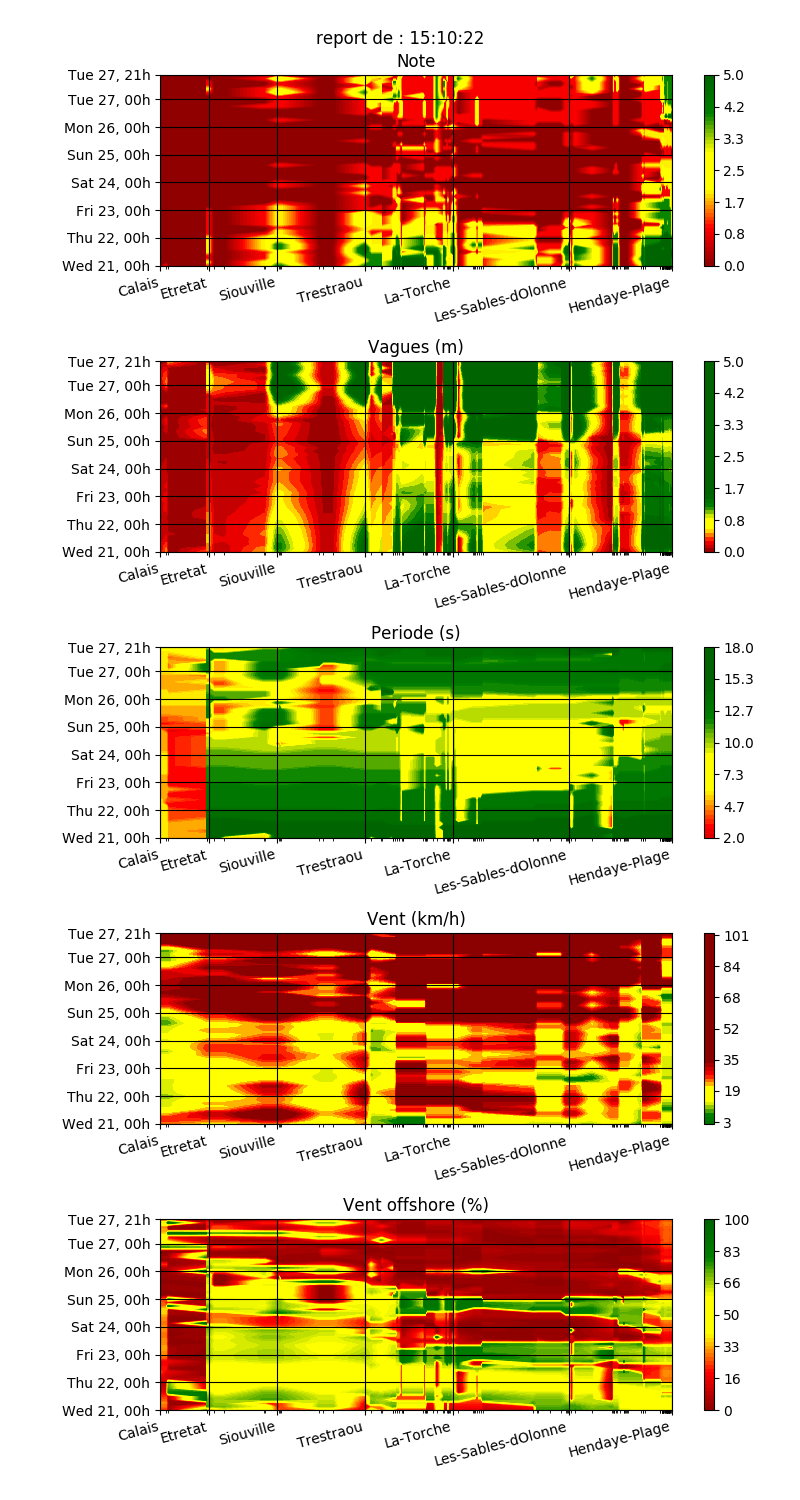 report de : 15:10:22
Note
Tue 27, 21h
Tue 27, 00h
Mon 26, 00h
Sun 25, 00h
Sat 24, 00h
Fri 23, 00h
Thu 22, 00h
Wed 21, 00h
Calais Etretat Siouville Trestraou La-Torche Les-Sables-dOlonne Hendaye-Plage
5.0
4.2
3.3
2.5
1.7
0.8
0.0
Vagues (m)
Tue 27, 21h
Tue 27, 00h
Mon 26, 00h
Sun 25, 00h
Sat 24, 00h
Fri 23, 00h
Thu 22, 00h
Wed 21, 00h
Calais Etretat Siouville Trestraou La-Torche Les-Sables-dOlonne Hendaye-Plage
5.0
4.2
3.3
2.5
1.7
0.8
0.0
Periode (s)
Tue 27, 21h
Tue 27, 00h
Mon 26, 00h
Sun 25, 00h
Sat 24, 00h
Fri 23, 00h
Thu 22, 00h
Wed 21, 00h
Calais Etretat Siouville Trestraou La-Torche Les-Sables-dOlonne Hendaye-Plage
18.0
15.3
12.7
10.0
7.3
4.7
2.0
Vent (km/h)
Tue 27, 21h
Tue 27, 00h
Mon 26, 00h
Sun 25, 00h
Sat 24, 00h
Fri 23, 00h
Thu 22, 00h
Wed 21, 00h
Calais Etretat Siouville Trestraou La-Torche Les-Sables-dOlonne Hendaye-Plage
101
84
68
52
35
19
3
Vent offshore (%)
Tue 27, 21h
Tue 27, 00h
Mon 26, 00h
Sun 25, 00h
Sat 24, 00h
Fri 23, 00h
Thu 22, 00h
Wed 21, 00h
Calais Etretat Siouville Trestraou La-Torche Les-Sables-dOlonne Hendaye-Plage
100
83
66
50
33
16
0